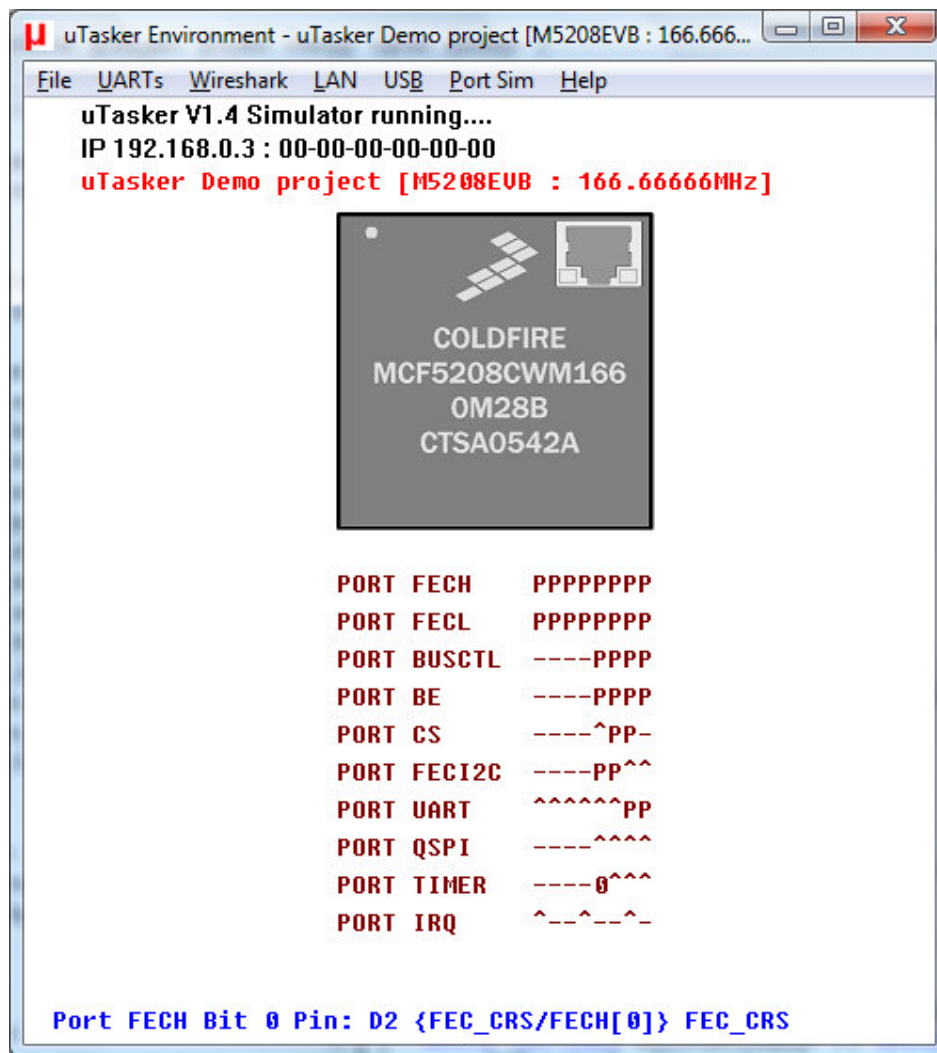 µ uTasker Environment - uTasker Demo project [M5208EVB : 166.666...
File UARTs Wireshark LAN USB Port Sim Help
uTasker V1.4 Simulator running....
IP 192.168.0.3 : 00-00-00-00-00-00
uTasker Demo project [M5208EVB : 166.66666MHz]
COLDFIRE
MCF5208CWM166
0M28B
CTSA0542A
PORT FECH PPPPPPPP
PORT FECL PPPPPPPP
PORT BUSCTL ----PPPP
PORT BE ----PPPP
PORT CS ----^PP-
PORT FECI2C ----PP^^
PORT UART ^^^^^^PP
PORT QSPI ----^^^^
PORT TIMER ----0^^^
PORT IRQ ^--^--^-
Port FECH Bit 0 Pin: D2 {FEC_CRS/FECH[0]} FEC_CRS